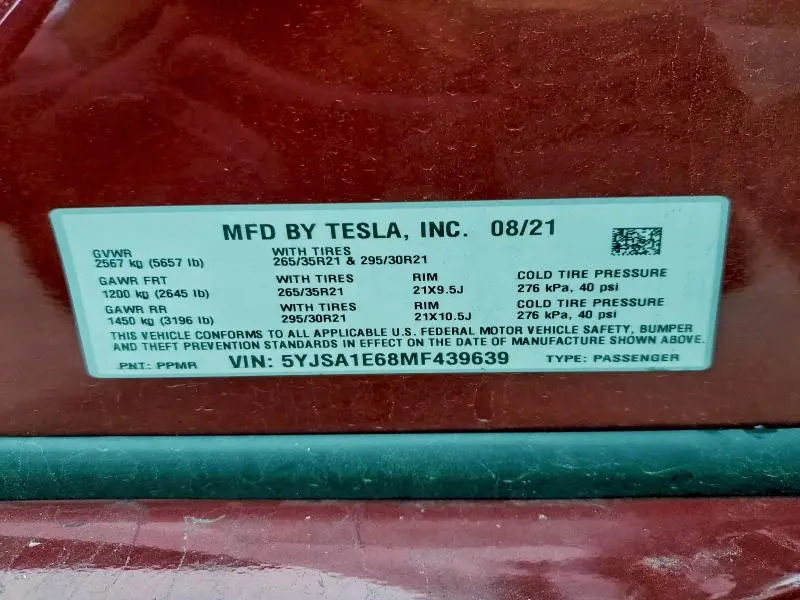 MFD BY TESLA, INC. 08/21
GVWR WITH TIRES
2567 kg (5657 lb) 265/35R21 & 295/30R21
GAWR FRT WITH TIRES RIM COLD TIRE PRESSURE
1200 kg (2645 lb) 265/35R21 21X9.5J 276 kPa, 40 psi
GAWR RR WITH TIRES RIM COLD TIRE PRESSURE
1450 kg (3196 lb) 295/30R21 21X10.5J 276 kPa, 40 psi
THIS VEHICLE CONFORMS TO ALL APPLICABLE U.S. FEDERAL MOTOR VEHICLE SAFETY, BUMPER
AND THEFT PREVENTION STANDARDS IN EFFECT ON THE DATE OF MANUFACTURE SHOWN ABOVE.
PNT: PPMR VIN: 5YJSA1E68MF439639 TYPE: PASSENGER